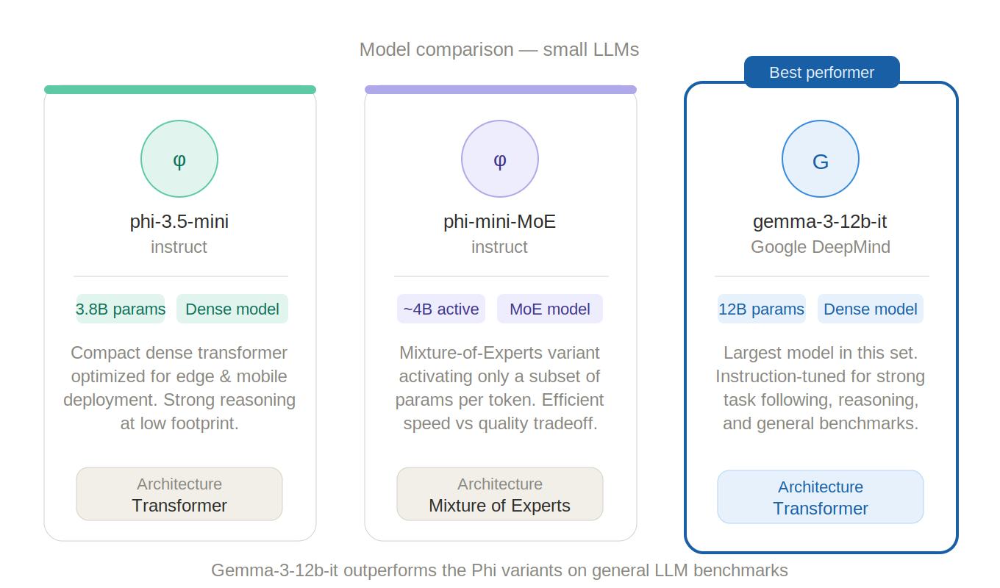 Model comparison — small LLMs
φ
phi-3.5-mini
instruct
3.8B params
Dense model
Compact dense transformer
optimized for edge & mobile
deployment. Strong reasoning
at low footprint.
Architecture
Transformer
φ
phi-mini-MoE
instruct
~4B active
MoE model
Mixture-of-Experts variant
activating only a subset of
params per token. Efficient
speed vs quality tradeoff.
Architecture
Mixture of Experts
Best performer
G
gemma-3-12b-it
Google DeepMind
12B params
Dense model
Largest model in this set.
Instruction-tuned for strong
task following, reasoning,
and general benchmarks.
Architecture
Transformer
Gemma-3-12b-it outperforms the Phi variants on general LLM benchmarks